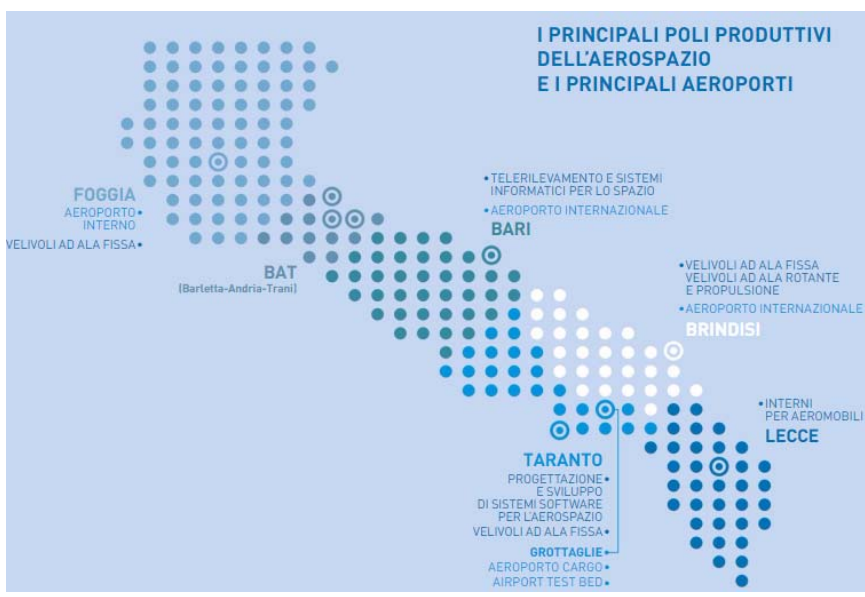 I PRINCIPALI POLI PRODUTTIVI
DELL'AEROSPAZIO
E I PRINCIPALI AEROPORTI
FOGGIA
AEROPORTO•
INTERNO
VELIVOLI AD ALA FISSA•
BAT
(Barletta-Andria-Trani)
•TELERILEVAMENTO E SISTEMI
INFORMATICI PER LO SPAZIO
•AEROPORTO INTERNAZIONALE
BARI
•VELIVOLI AD ALA FISSA
VELIVOLI AD ALA ROTANTE
E PROPULSIONE
•AEROPORTO INTERNAZIONALE
BRINDISI
•INTERNI
PER AEROMOBILI
LECCE
TARANTO
PROGETTAZIONE•
E SVILUPPO
DI SISTEMI SOFTWARE
PER L'AEROSPAZIO
VELIVOLI AD ALA FISSA•
GROTTAGLIE•
AEROPORTO CARGO•
AIRPORT TEST BED•